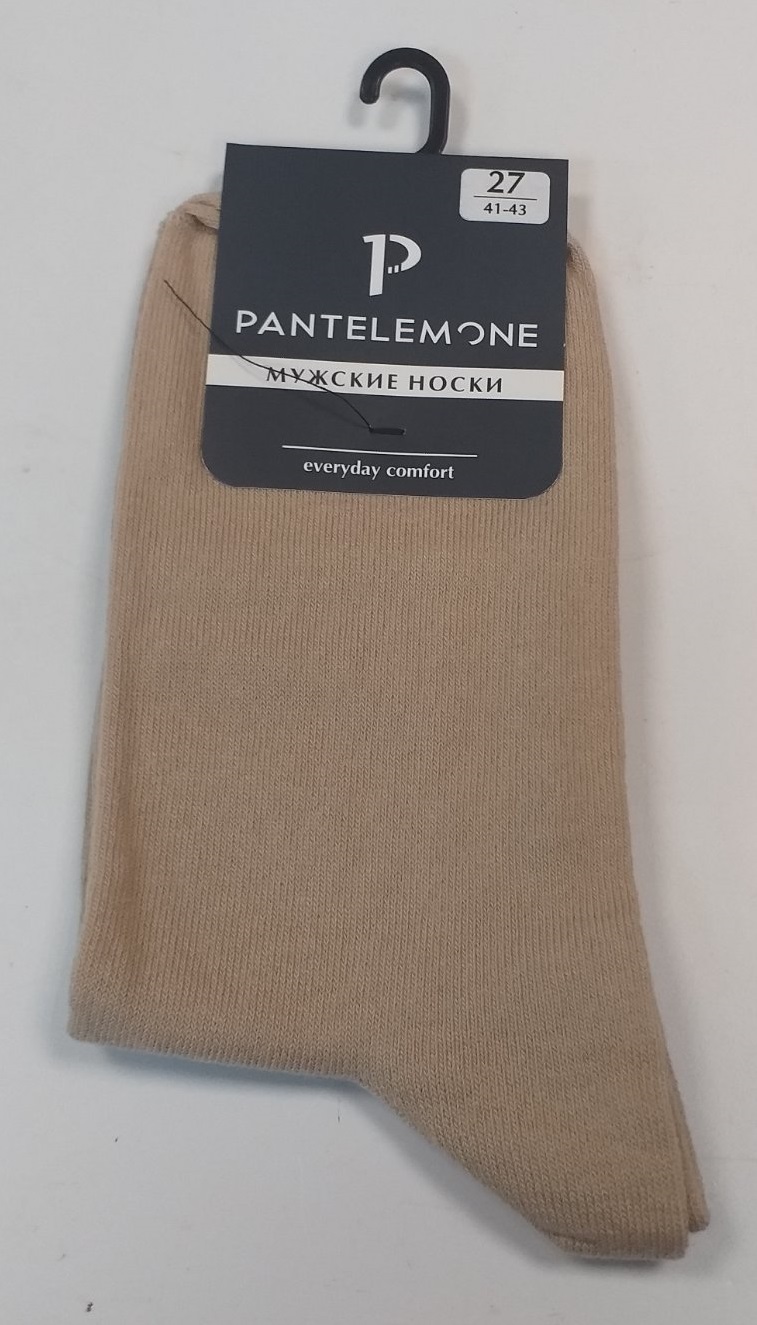 27
41-43
PANTELEMONE
МУЖСКИЕ НОСКИ
everyday comfort